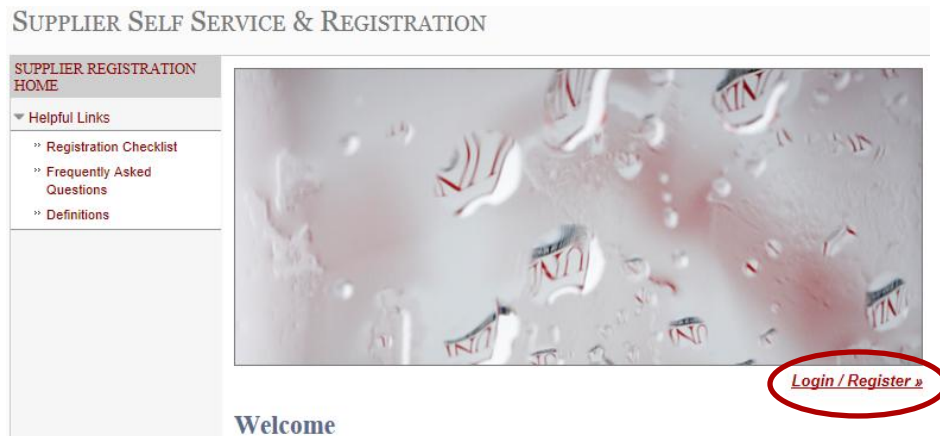 SUPPLIER SELF SERVICE & REGISTRATION
SUPPLIER REGISTRATION
HOME
Helpful Links
» Registration Checklist
» Frequently Asked
Questions
» Definitions
Login / Register »
Welcome